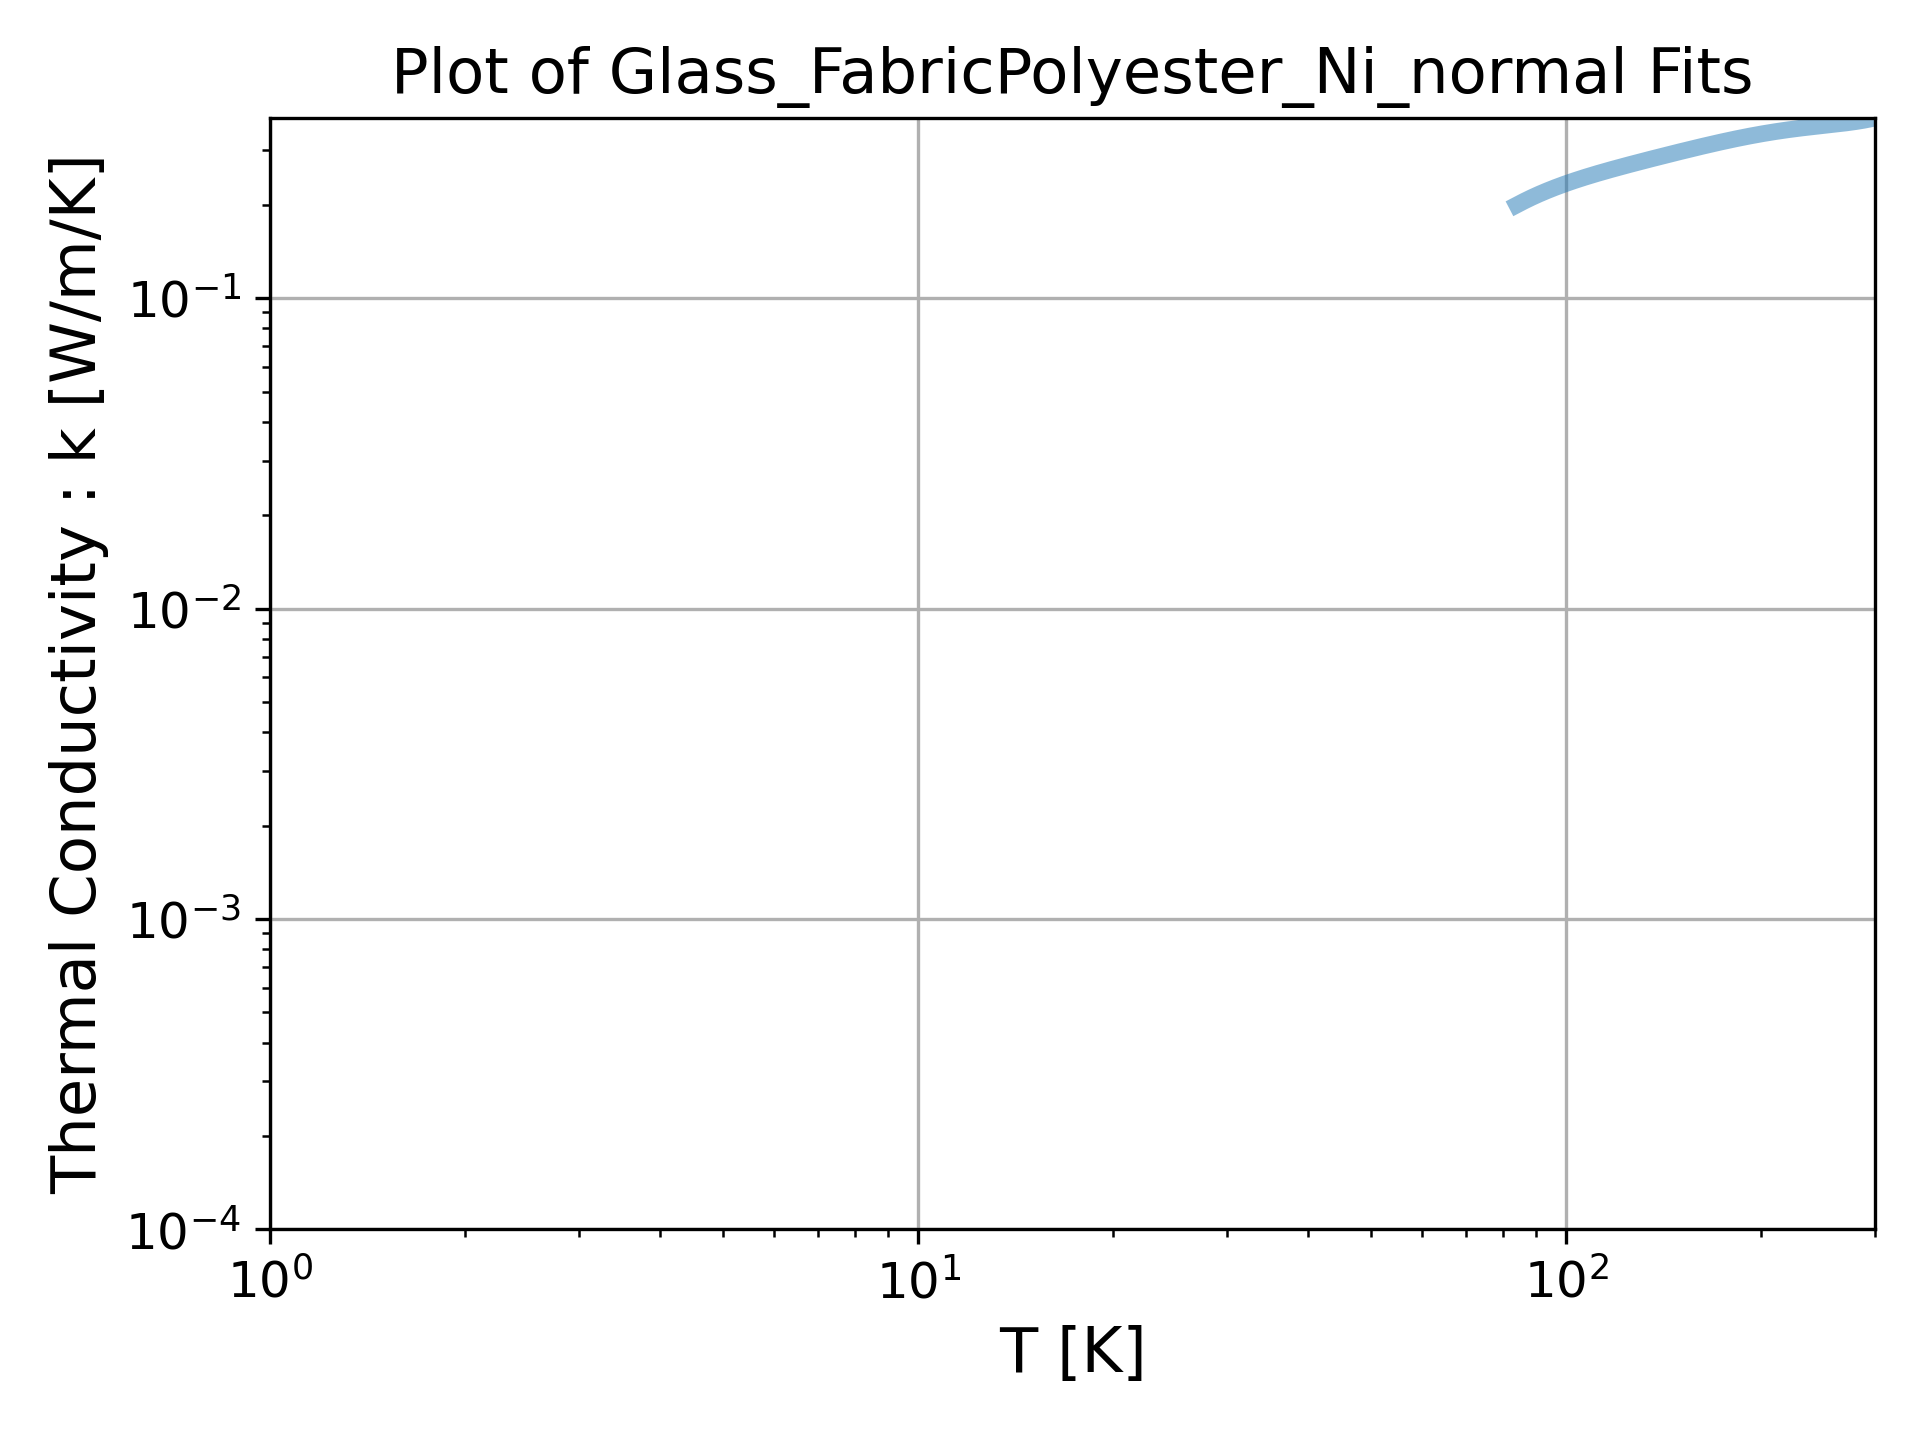 Plot of Glass_FabricPolyester_Ni_normal Fits
Thermal Conductivity : k [W/m/K]
10⁻¹
10⁻²
10⁻³
10⁻⁴
10⁰
10¹
10²
T [K]